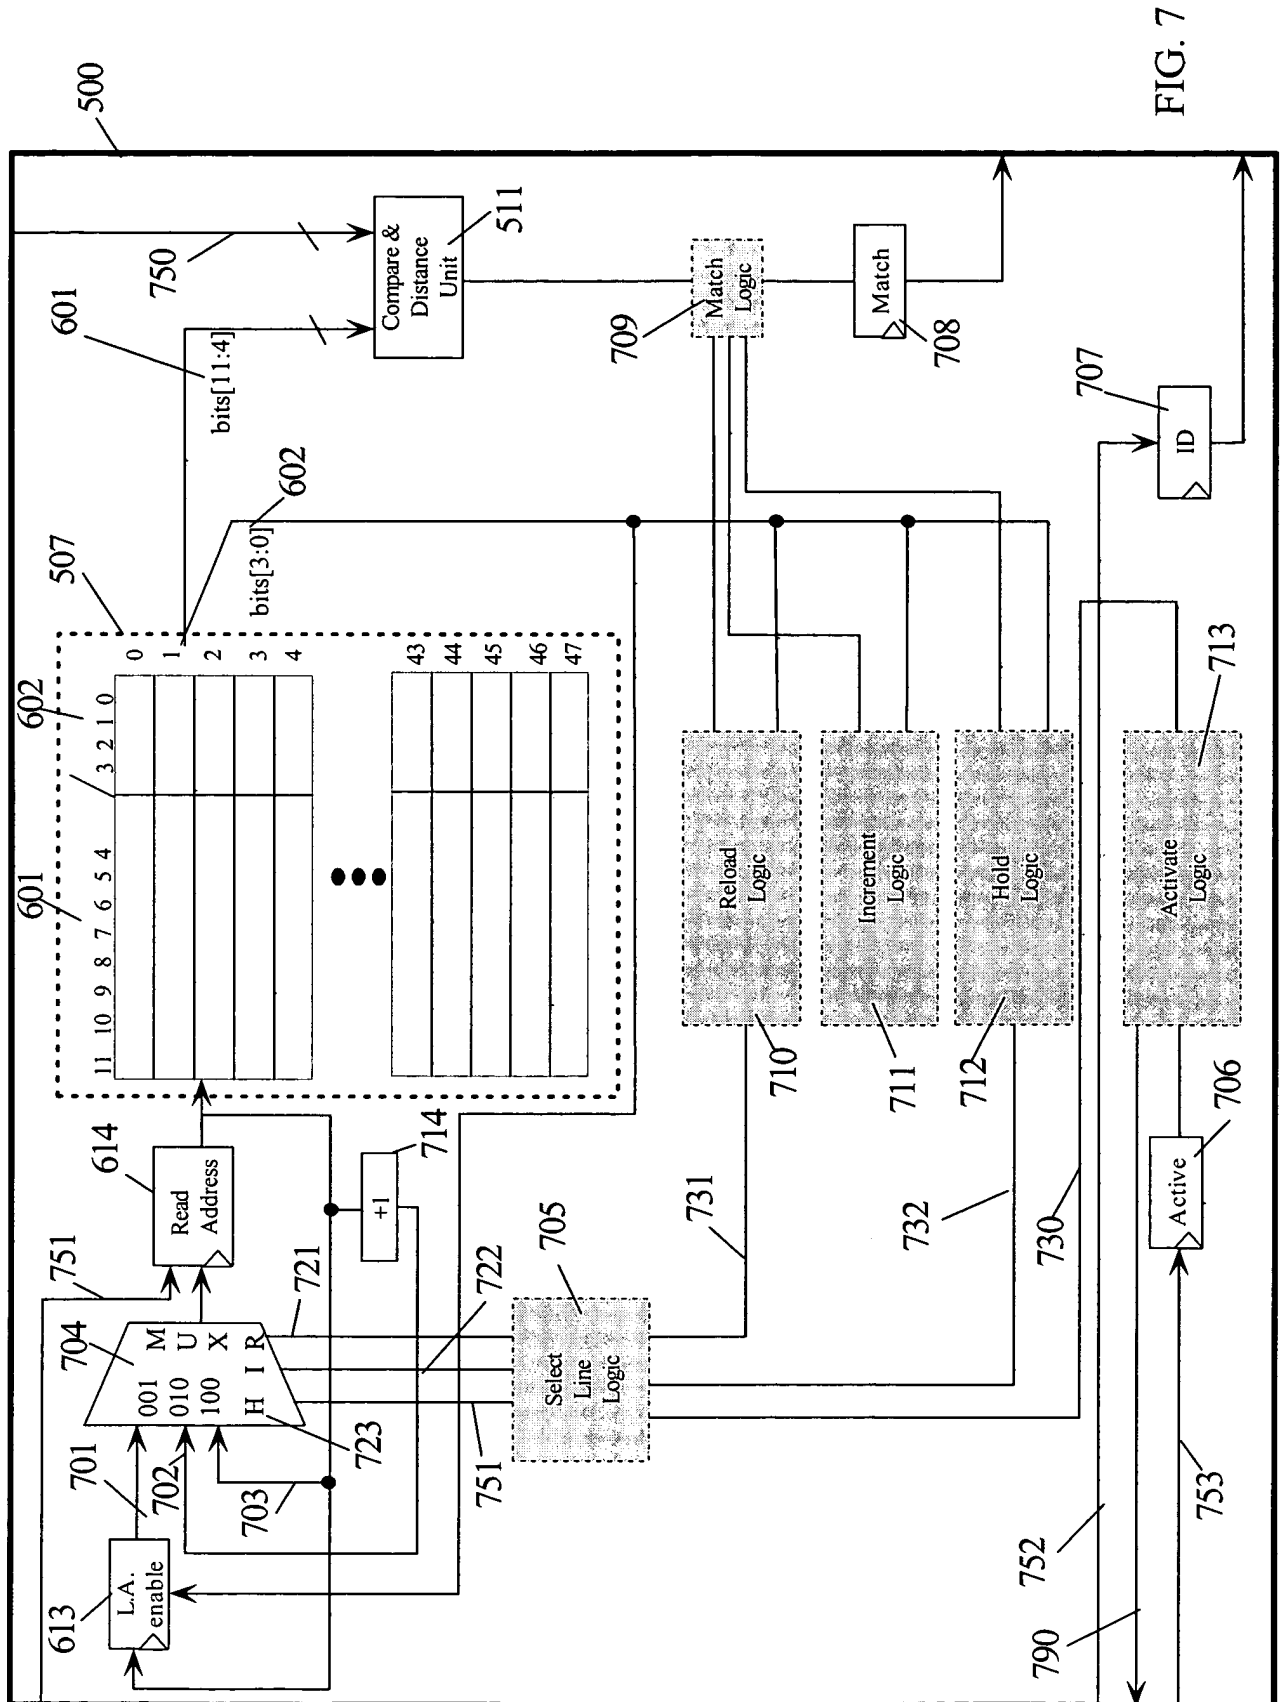 500
750
601
bits[11:4]
Compare &
Distance
Unit
511
507
602
bits[3:0]
601
602
11 10 9 8 7 6 5 4 3 2 1 0
0
1
2
3
4
43
44
45
46
47
614
Read
Address
751
704
M
U
X
001
010
100
H I R
723
721
722
751
701
702
703
613
L.A.
enable
+1
714
705
Select
Line
Logic
731
732
730
709
Match
Logic
Match
708
Reload
Logic
710
Increment
Logic
711
Hold
Logic
712
Activate
Logic
713
Active
706
707
ID
752
790
753
FIG. 7